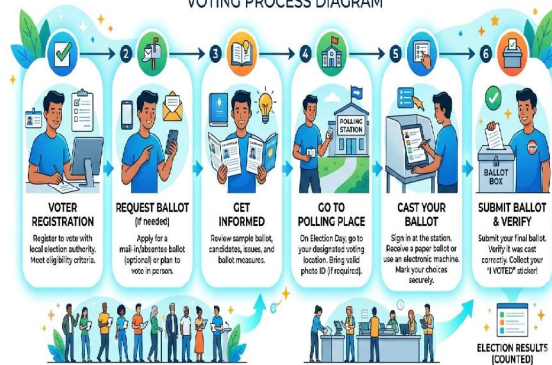 VOTING PROCESS DIAGRAM
2
3
4
5
6
POLLING
STATION
BALLOT
BOX
VOTER
REGISTRATION
Register to vote with
local election authority.
Meet eligibility criteria.
REQUEST BALLOT
(if needed)
Apply for a
mail-in/absentee ballot
(optional) or plan to
vote in person.
GET
INFORMED
Review sample ballot,
candidates, issues, and
ballot measures.
GO TO
POLLING PLACE
On Election Day, go to
your designated voting
location. Bring valid
photo ID (if required).
CAST YOUR
BALLOT
Sign in at the station.
Receive a paper ballot or
use an electronic machine.
Mark your choices
securely.
SUBMIT BALLOT
& VERIFY
Submit your final ballot.
Verify it was cast
correctly. Collect your
"I VOTED" sticker!
ELECTION RESULTS
(COUNTED)